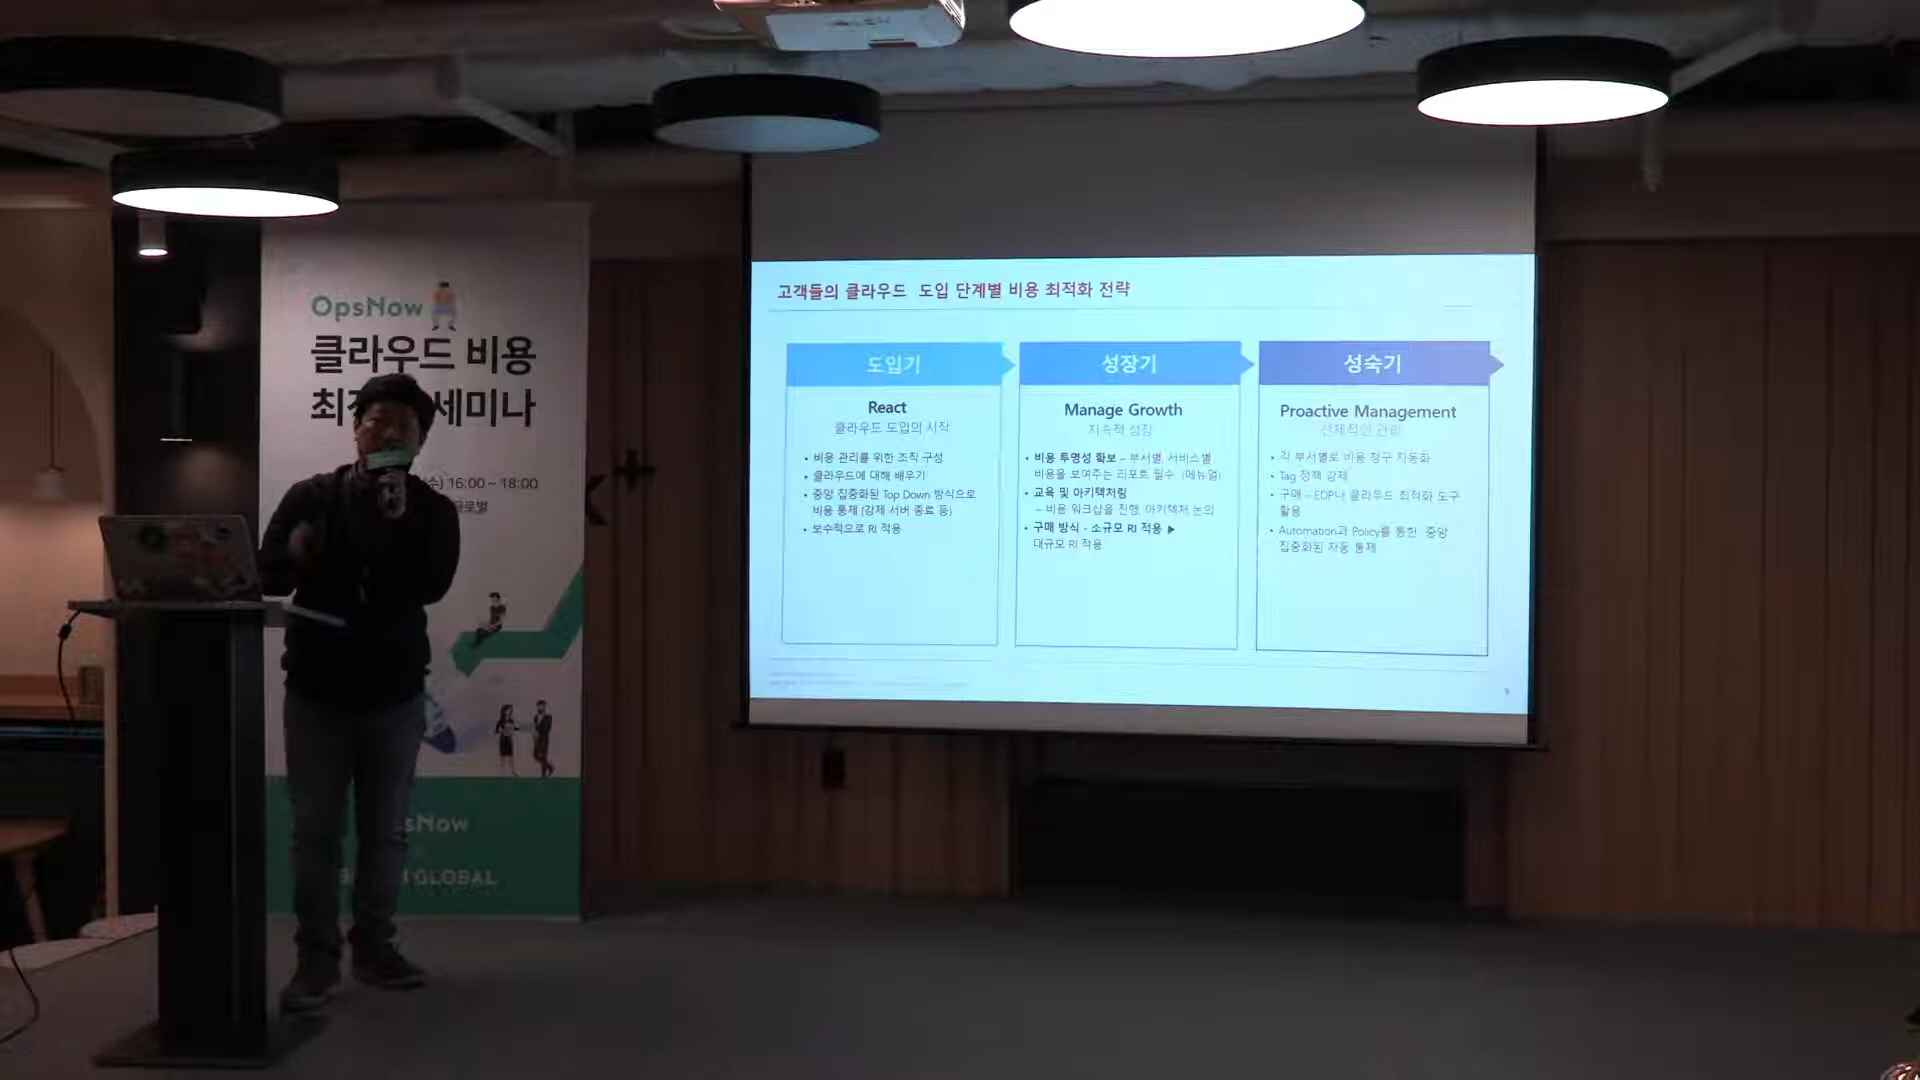 OpsNow
클라우드 비용
세미나
16:00 ~ 18:00
GLOBAL
고객들의 클라우드 도입 단계별 비용 최적화 전략
도입기
React
클라우드 도입의 시작
• 비용 관리를 위한 조직 구성
• 클라우드에 대해 배우기
• 중앙 집중화된 Top Down 방식으로
비용 통제 (강제 서버 종료 등)
• 보수적으로 RI 적용
성장기
Manage Growth
지속적 성장
• 비용 투명성 확보 – 부서별, 서비스별
비용을 보여주는 리포트 필수 (메뉴얼)
• 교육 및 아키텍처링
– 비용 워크샵을 진행, 아키텍처 논의
• 구매 방식 - 소규모 RI 적용 ▶
대규모 RI 적용
성숙기
Proactive Management
선제적인 관리
• 각 부서별로 비용 청구 자동화
• Tag 정책 강제
• 구매 – EDP나 클라우드 최적화 도구
활용
• Automation과 Policy를 통한 중앙
집중화된 자동 통제